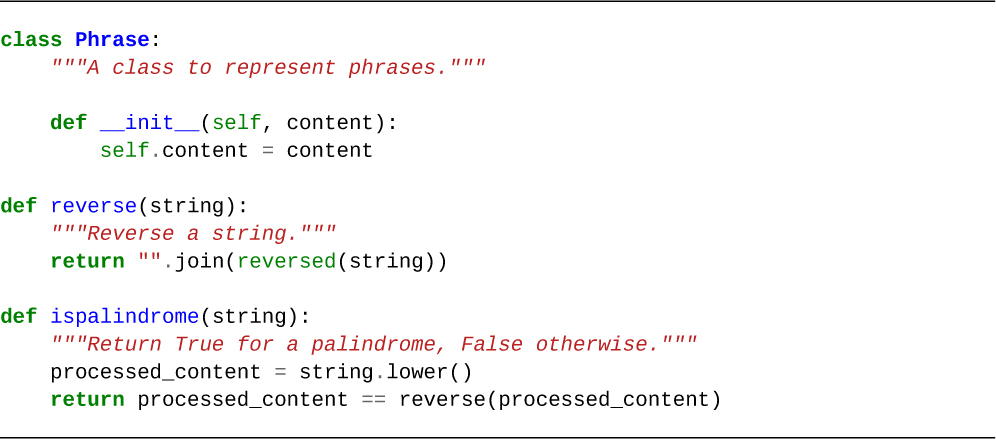 class Phrase:
    """A class to represent phrases."""
    def __init__(self, content):
        self.content = content
def reverse(string):
    """Reverse a string."""
    return "".join(reversed(string))
def ispalindrome(string):
    """Return True for a palindrome, False otherwise."""
    processed_content = string.lower()
    return processed_content == reverse(processed_content)